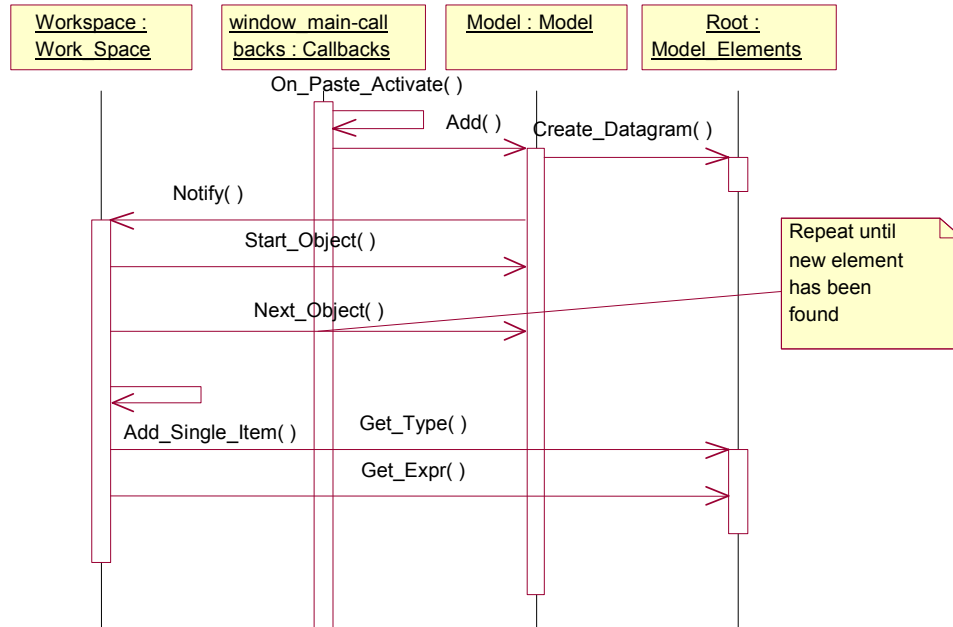 Workspace :
Work_Space
window_main-call
backs : Callbacks
Model : Model
Root :
Model_Elements
On_Paste_Activate( )
Add( )
Create_Datagram( )
Notify( )
Start_Object( )
Next_Object( )
Repeat until
new element
has been
found
Add_Single_Item( )
Get_Type( )
Get_Expr( )